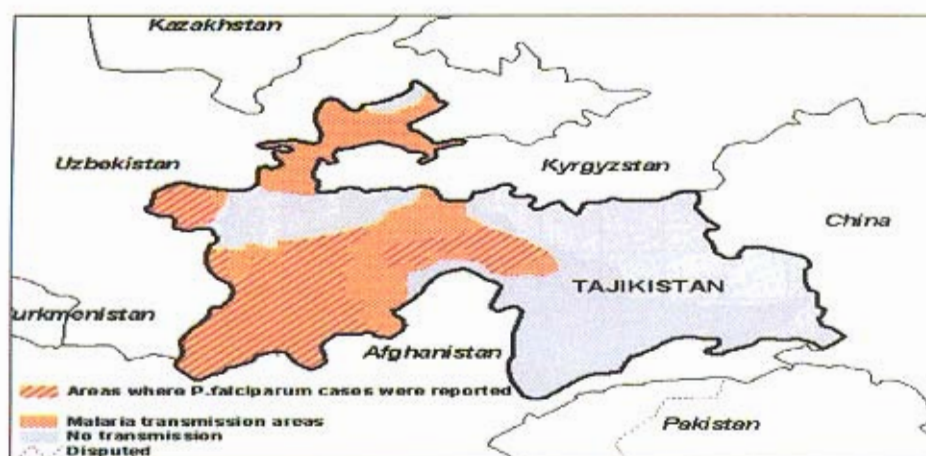 Kazakhstan
Uzbekistan
Kyrgyzstan
China
TAJIKISTAN
urkmenistan
Afghanistan
Areas where P.falciparum cases were reported
Malaria transmission areas
No transmission
Disputed
Pakistan